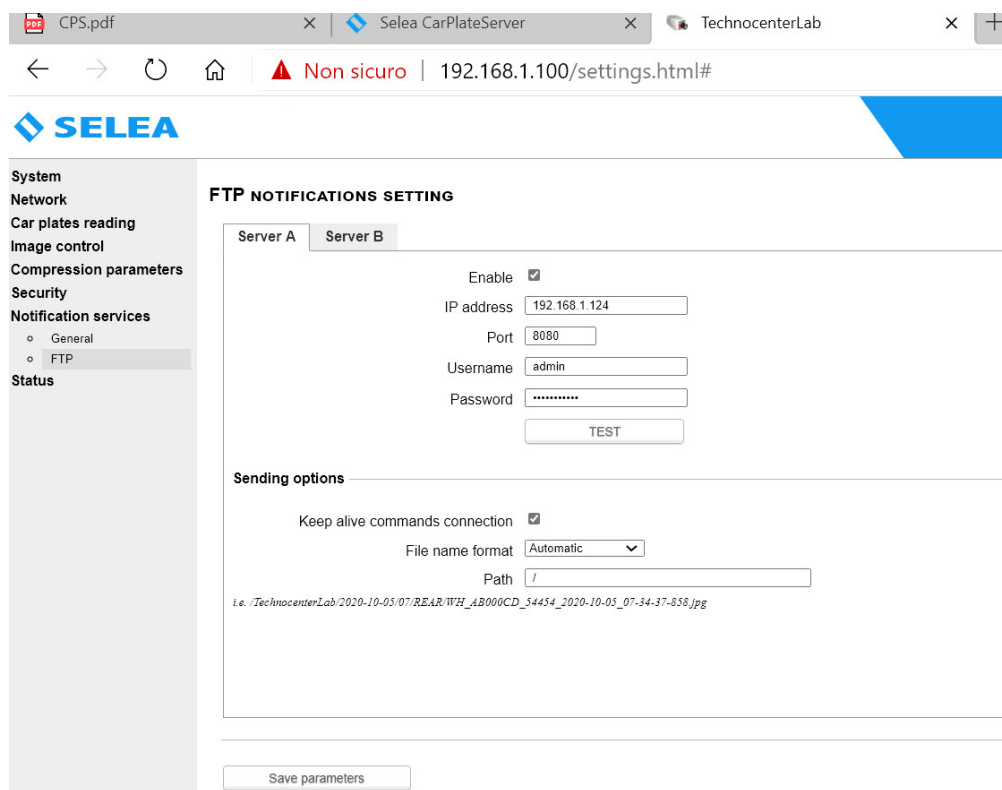 CPS.pdf Selea CarPlateServer TechnocenterLab
Non sicuro | 192.168.1.100/settings.html#
SELEA
System
Network
Car plates reading
Image control
Compression parameters
Security
Notification services
General
FTP
Status
FTP NOTIFICATIONS SETTING
Server A Server B
Enable
IP address 192.168.1.124
Port 8080
Username admin
Password •••••••••••
TEST
Sending options
Keep alive commands connection
File name format Automatic
Path /
i.e. /TechnocenterLab/2020-10-05/07/REAR/WH_AB000CD_54454_2020-10-05_07-34-37-858.jpg
Save parameters